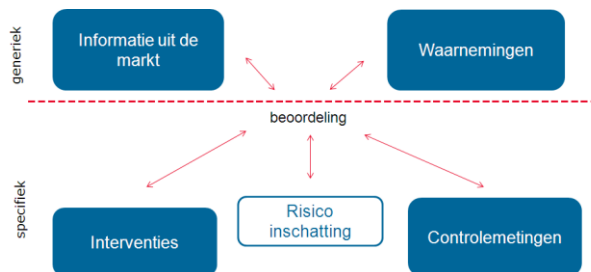 generiek
Informatie uit de
markt
Waarnemingen
beoordeling
specifiek
Interventies
Risico
inschatting
Controlemetingen